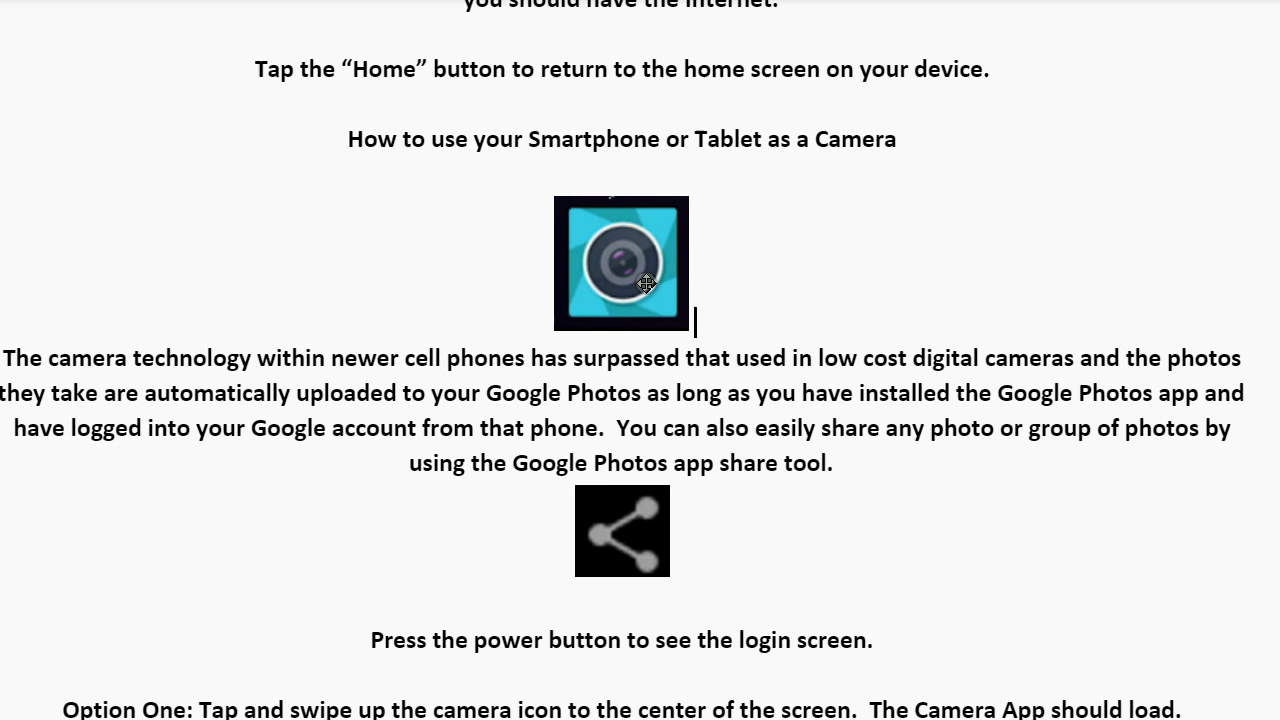 you should have the internet.
Tap the “Home” button to return to the home screen on your device.
How to use your Smartphone or Tablet as a Camera
The camera technology within newer cell phones has surpassed that used in low cost digital cameras and the photos
they take are automatically uploaded to your Google Photos as long as you have installed the Google Photos app and
have logged into your Google account from that phone.  You can also easily share any photo or group of photos by
using the Google Photos app share tool.
Press the power button to see the login screen.
Option One: Tap and swipe up the camera icon to the center of the screen.  The Camera App should load.